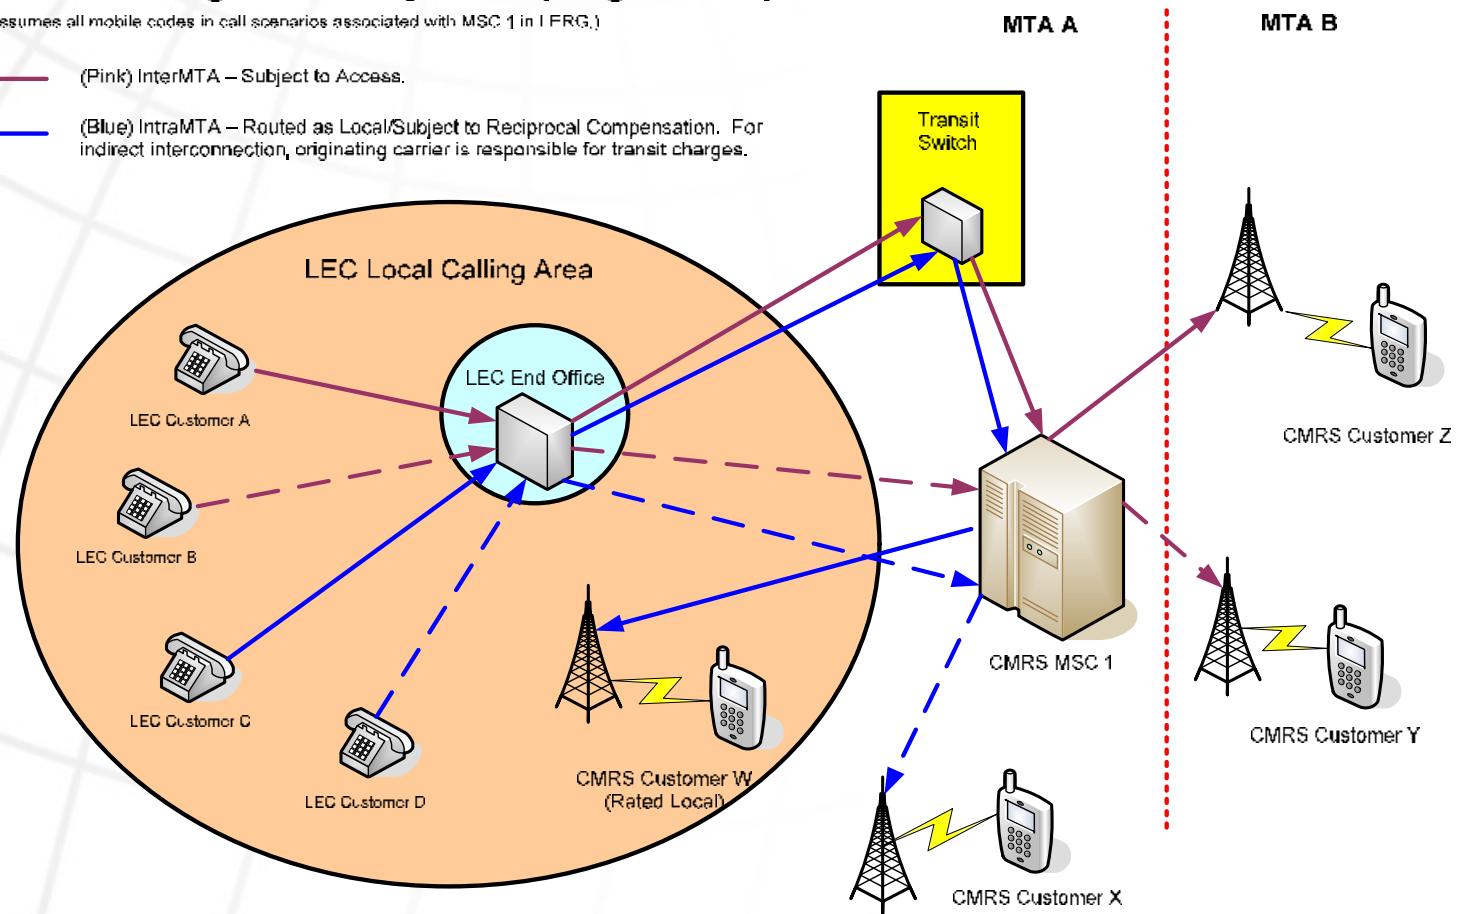 MTA A
MTA B
ssumes all mobile codes in call scenarios associated with MSC 1 in LERG.)
(Pink) InterMTA – Subject to Access.
(Blue) IntraMTA – Routed as Local/Subject to Reciprocal Compensation. For
indirect interconnection, originating carrier is responsible for transit charges.
Transit
Switch
LEC Local Calling Area
LEC End Office
LEC Customer A
CMRS Customer Z
LEC Customer B
CMRS MSC 1
LEC Customer C
CMRS Customer Y
CMRS Customer W
(Rated Local)
LEC Customer D
CMRS Customer X